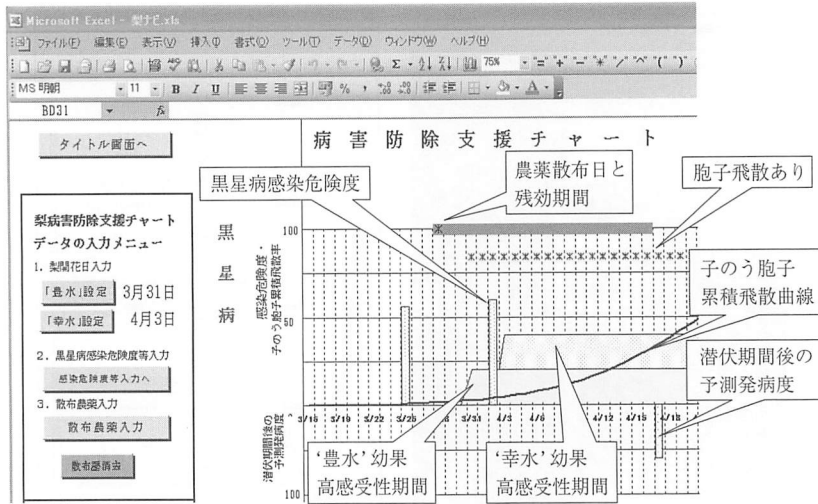 Microsoft Excel - 梨ナビ.xls
ファイル(F) 編集(E) 表示(V) 挿入(I) 書式(O) ツール(T) データ(D) ウィンドウ(W) ヘルプ(H)
75%
"=" "+" "-" "*" "/" "^" "(" ")"
MS 明朝 11 B I U
BD31 fx
タイトル画面へ
病害防除支援チャート
黒星病感染危険度
農薬散布日と
残効期間
胞子飛散あり
梨病害防除支援チャート
データの入力メニュー
1. 梨開花日入力
「豊水」設定 3月31日
「幸水」設定 4月3日
2. 黒星病感染危険度等入力
感染危険度等入力へ
3. 散布農薬入力
散布農薬入力
散布歴消去
黒星病
感染危険度・
子のう胞子累積飛散率
100
50
子のう胞子
累積飛散曲線
潜伏期間後の
予測発病度
3/16 3/19 3/22 3/25 3/31 4/3 4/6 4/12 4/15 4/18
潜伏期間後の
予測発病度
100
‘豊水’幼果
高感受性期間
‘幸水’幼果
高感受性期間